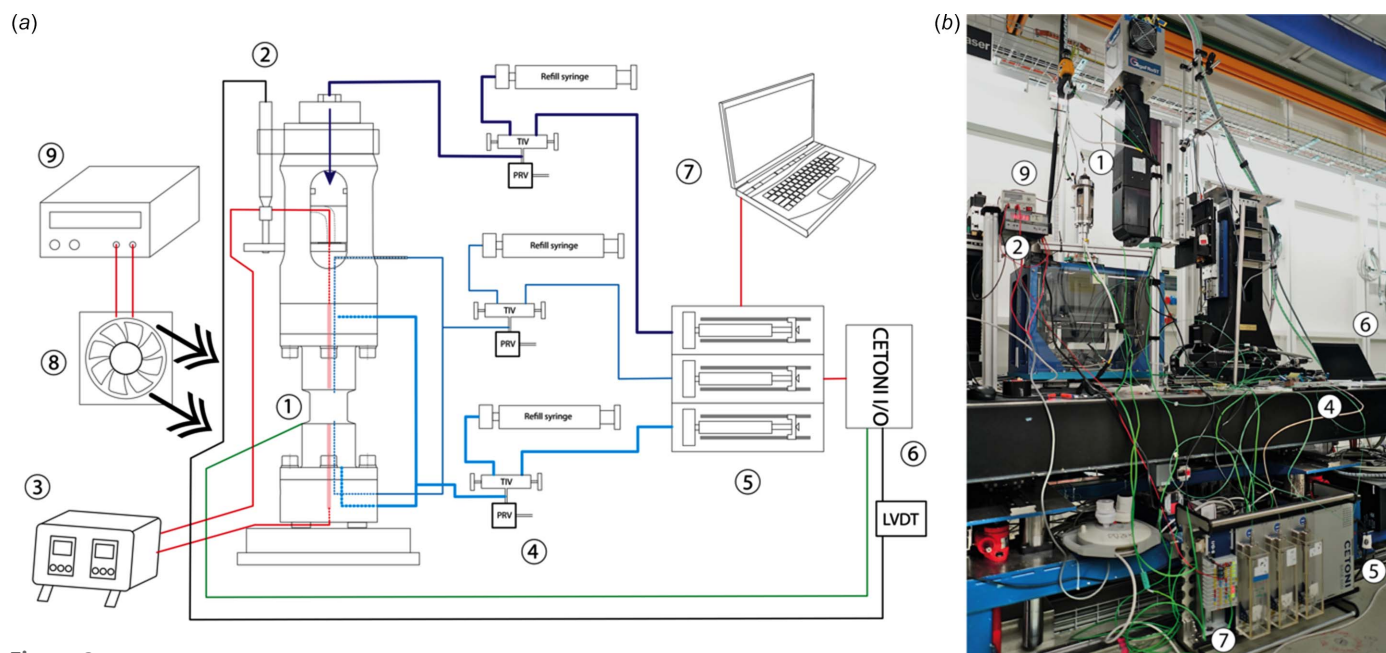 (a)
(b)
②
Refill syringe
TIV
PRV
⑨
⑦
Refill syringe
TIV
PRV
⑧
①
Refill syringe
TIV
PRV
③
④
⑤
CETONI I/O
⑥
LVDT
aser
①
⑨
②
⑥
④
CETONI
⑤
⑦